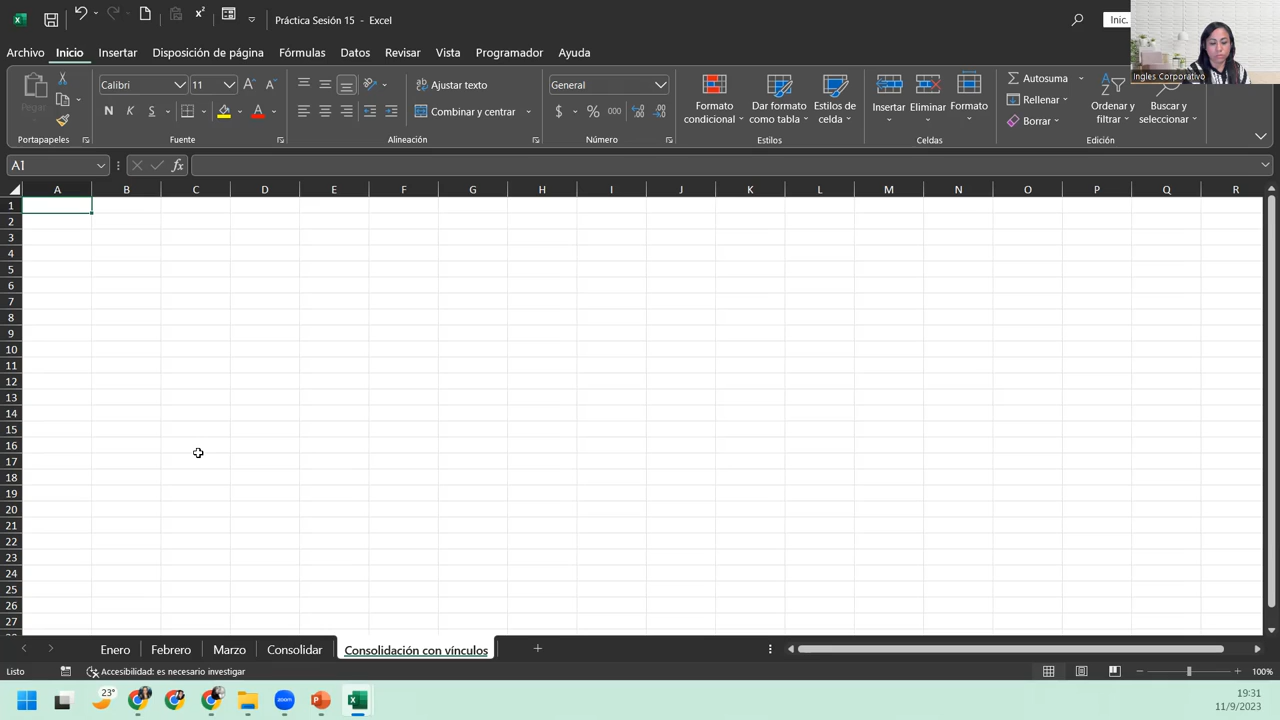 Práctica Sesión 15 - Excel
Inic.
Ingles Corporativo
Archivo Inicio Insertar Disposición de página Fórmulas Datos Revisar Vista Programador Ayuda
Pegar
Portapapeles
Calibri 11
N K S
Fuente
Ajustar texto
Combinar y centrar
Alineación
General
$ % 000
Número
Formato condicional
Dar formato como tabla
Estilos de celda
Estilos
Insertar Eliminar Formato
Celdas
Autosuma
Rellenar
Borrar
Ordenar y filtrar
Buscar y seleccionar
Edición
A1
fx
A B C D E F G H I J K L M N O P Q R
1
2
3
4
5
6
7
8
9
10
11
12
13
14
15
16
17
18
19
20
21
22
23
24
25
26
27
Enero Febrero Marzo Consolidar Consolidación con vínculos
Listo Accesibilidad: es necesario investigar 100%
23°
zoom
19:31
11/9/2023